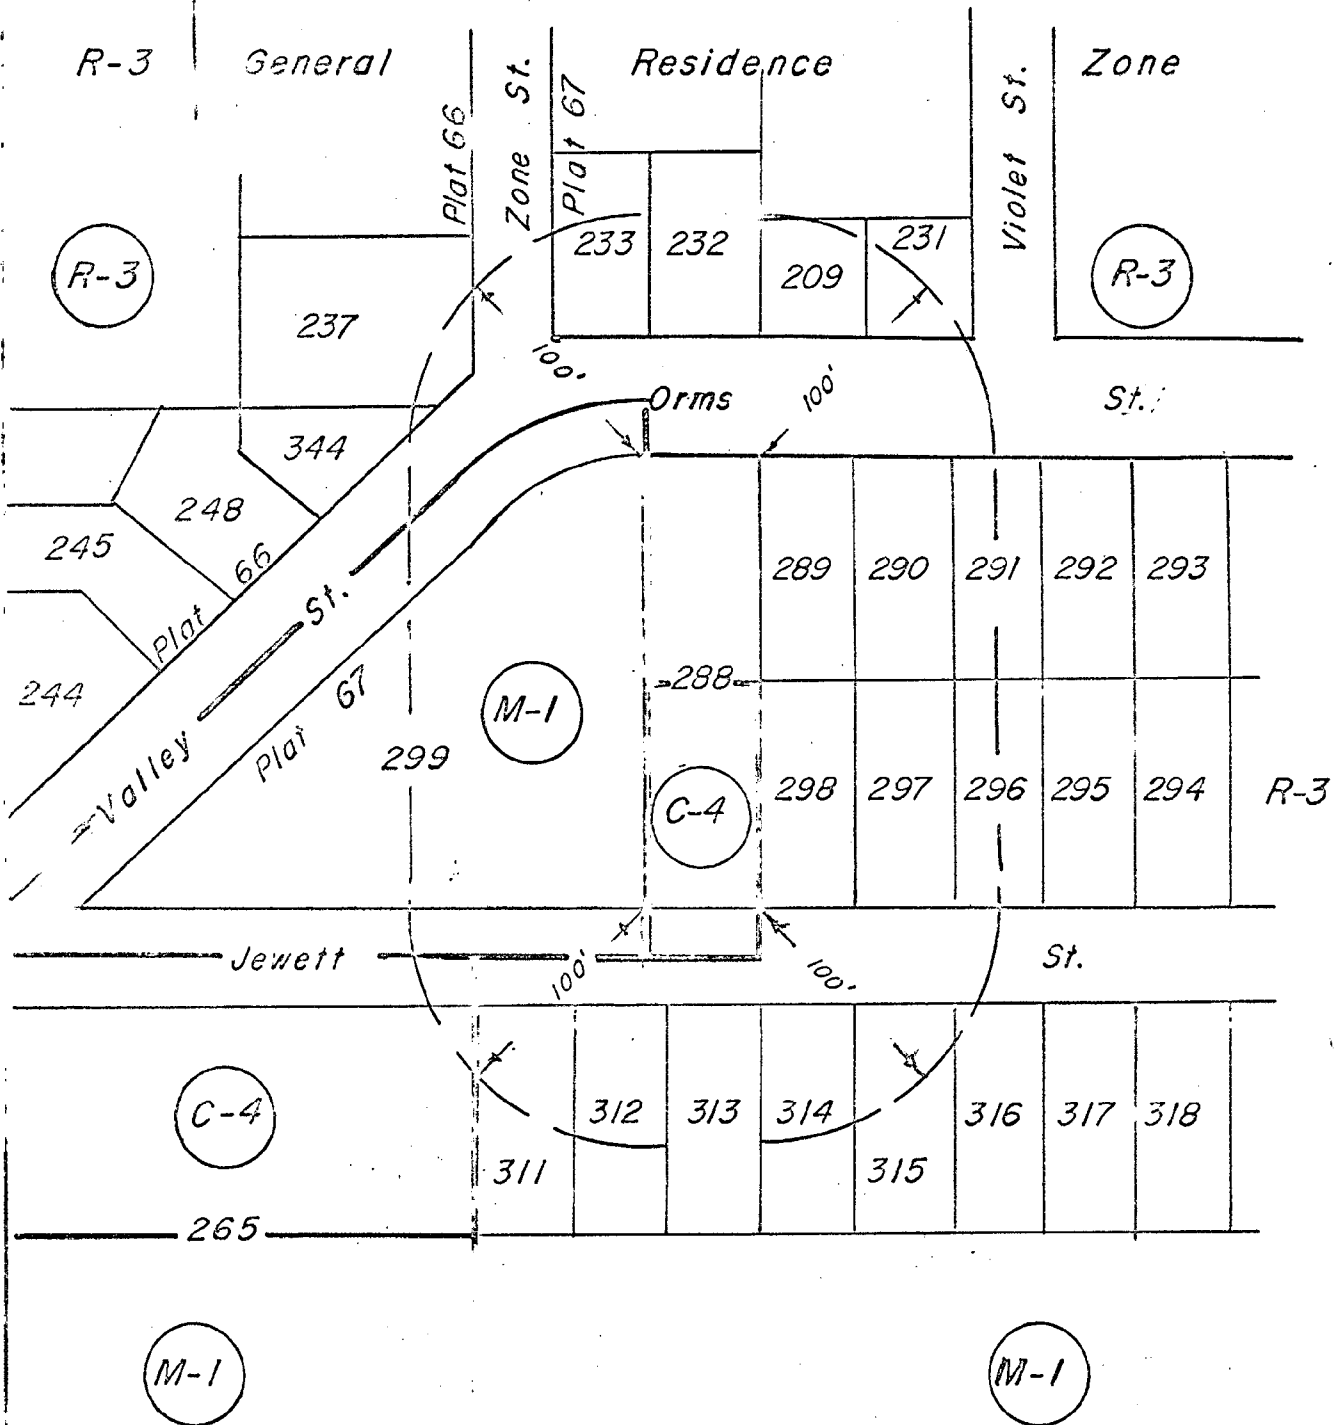 R-3 General Residence Zone
Plat 66
Zone St.
Plat 67
Violet St.
R-3
237
233
232
209
231
R-3
100'
Orms St.
100'
344
248
245
244
Plat 66
Valley St.
Plat 67
299
M-1
288
C-4
289
290
291
292
293
298
297
296
295
294
R-3
Jewett St.
100'
100'
C-4
265
311
312
313
314
315
316
317
318
M-1
M-1